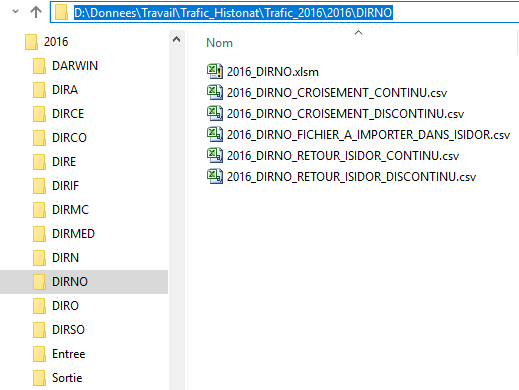 D:\Donnees\Travail\Trafic_Histonat\Trafic_2016\2016\DIRNO
2016
DARWIN
DIRA
DIRCE
DIRCO
DIRE
DIRIF
DIRMC
DIRMED
DIRN
DIRNO
DIRO
DIRSO
Entree
Sortie
Nom
2016_DIRNO.xlsm
2016_DIRNO_CROISEMENT_CONTINU.csv
2016_DIRNO_CROISEMENT_DISCONTINU.csv
2016_DIRNO_FICHIER_A_IMPORTER_DANS_ISIDOR.csv
2016_DIRNO_RETOUR_ISIDOR_CONTINU.csv
2016_DIRNO_RETOUR_ISIDOR_DISCONTINU.csv